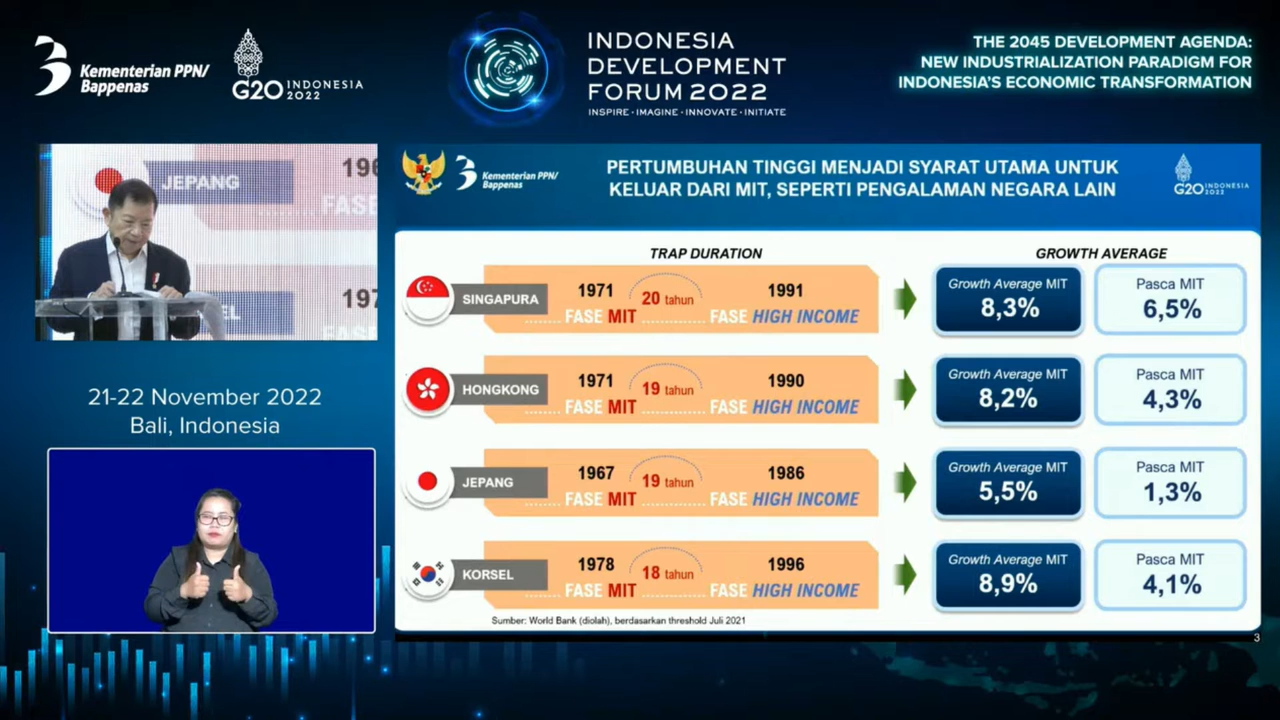 Kementerian PPN/
Bappenas
G20 INDONESIA
2022
INDONESIA
DEVELOPMENT
FORUM 2022
INSPIRE · IMAGINE · INNOVATE · INITIATE
THE 2045 DEVELOPMENT AGENDA:
NEW INDUSTRIALIZATION PARADIGM FOR
INDONESIA'S ECONOMIC TRANSFORMATION
JEPANG
196
FASE
197
EL
FASE
21-22 November 2022
Bali, Indonesia
Kementerian PPN/
Bappenas
PERTUMBUHAN TINGGI MENJADI SYARAT UTAMA UNTUK
KELUAR DARI MIT, SEPERTI PENGALAMAN NEGARA LAIN
G20 INDONESIA
2022
TRAP DURATION
GROWTH AVERAGE
SINGAPURA
1971 20 tahun 1991
FASE MIT FASE HIGH INCOME
Growth Average MIT
8,3%
Pasca MIT
6,5%
HONGKONG
1971 19 tahun 1990
FASE MIT FASE HIGH INCOME
Growth Average MIT
8,2%
Pasca MIT
4,3%
JEPANG
1967 19 tahun 1986
FASE MIT FASE HIGH INCOME
Growth Average MIT
5,5%
Pasca MIT
1,3%
KORSEL
1978 18 tahun 1996
FASE MIT FASE HIGH INCOME
Growth Average MIT
8,9%
Pasca MIT
4,1%
Sumber: World Bank (diolah), berdasarkan threshold Juli 2021
3